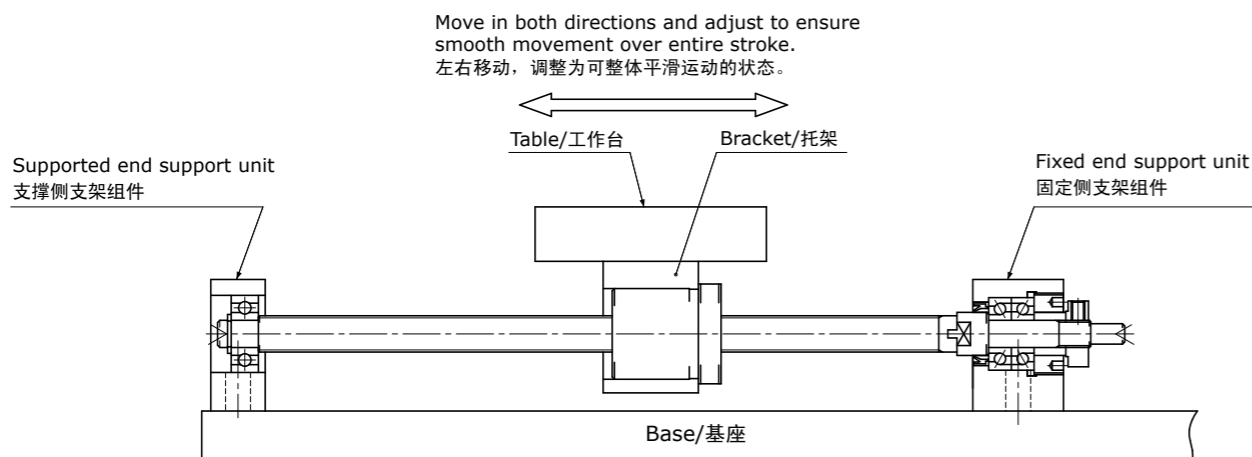 Move in both directions and adjust to ensure
smooth movement over entire stroke.
左右移动，调整为可整体平滑运动的状态。
Table/工作台
Bracket/托架
Supported end support unit
支撑侧支架组件
Fixed end support unit
固定侧支架组件
Base/基座